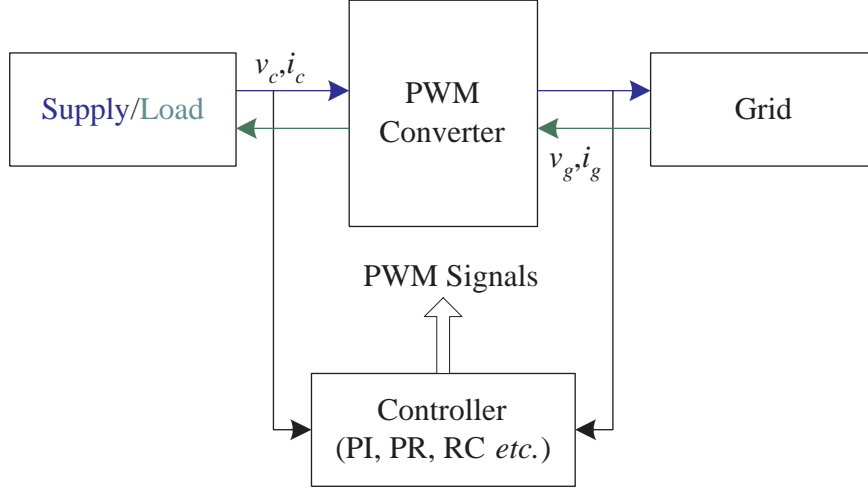 v_c,i_c
Supply/Load
PWM
Converter
Grid
v_g,i_g
PWM Signals
Controller
(PI, PR, RC etc.)